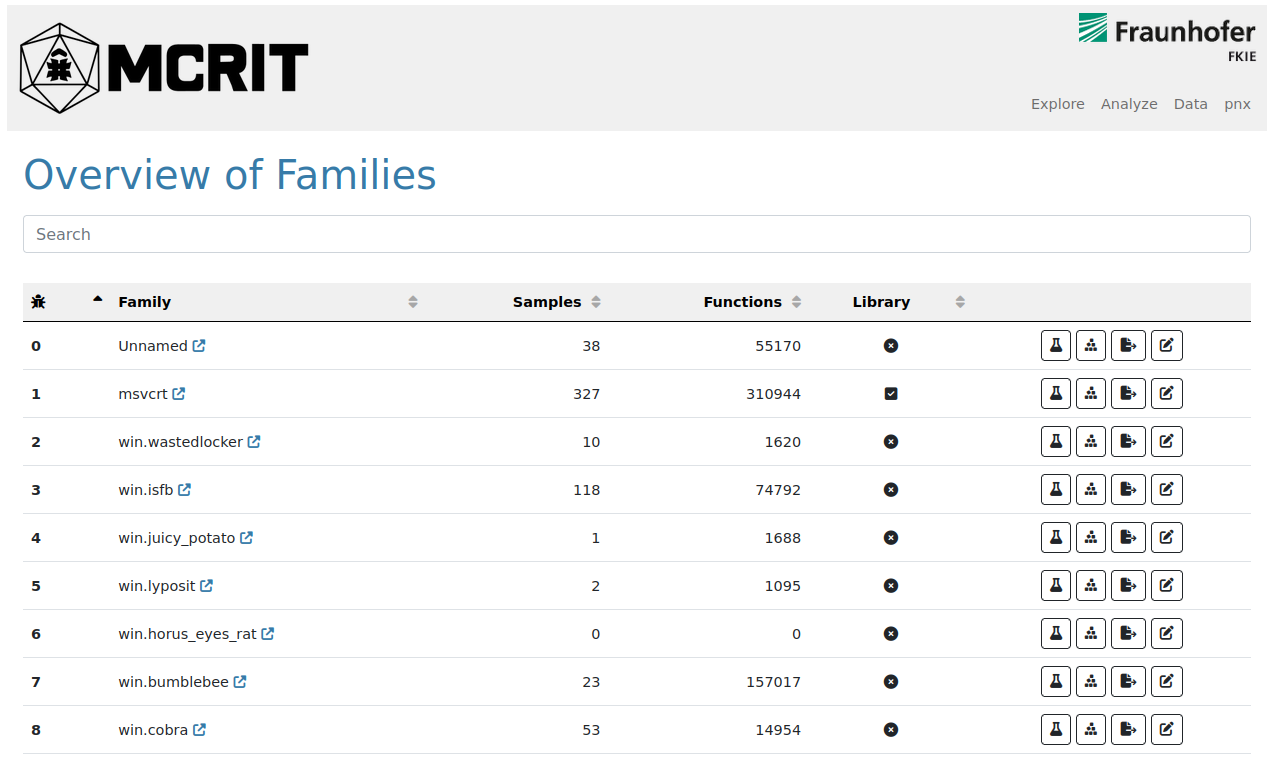 MCRIT
Fraunhofer
FKIE
Explore Analyze Data pnx
Overview of Families
Search
Family Samples Functions Library
0 Unnamed 38 55170
1 msvcrt 327 310944
2 win.wastedlocker 10 1620
3 win.isfb 118 74792
4 win.juicy_potato 1 1688
5 win.lyposit 2 1095
6 win.horus_eyes_rat 0 0
7 win.bumblebee 23 157017
8 win.cobra 53 14954